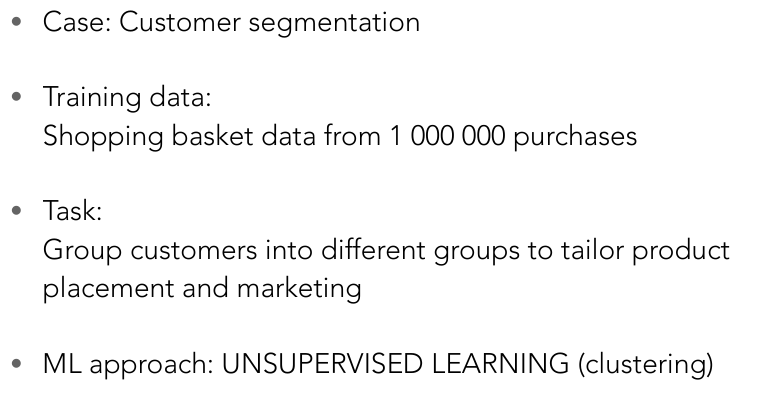 • Case: Customer segmentation
• Training data:
Shopping basket data from 1 000 000 purchases
• Task:
Group customers into different groups to tailor product
placement and marketing
• ML approach: UNSUPERVISED LEARNING (clustering)